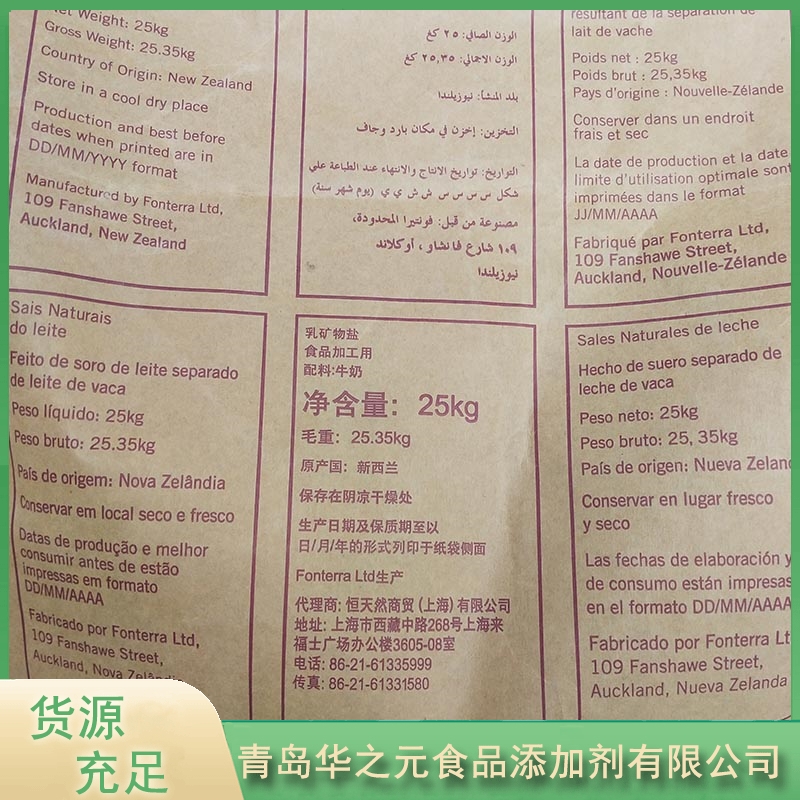 Net Weight: 25kg
Gross Weight: 25.35kg
Country of Origin: New Zealand
Store in a cool dry place
Production and best before
dates when printed are in
DD/MM/YYYY format
Manufactured by Fonterra Ltd,
109 Fanshawe Street,
Auckland, New Zealand
الوزن الصافي: ٢٥ كغ
الوزن الاجمالي: ٢٥,٣٥ كغ
بلد المنشأ: نيوزيلندا
التخزين: إخزن في مكان بارد وجاف
التواريخ: تواريخ الانتاج والانتهاء عند الطباعة علي
شكل س س س س ش ش ي ي (يوم شهر سنة)
مصنوعة من قبل: فونتيرا المحدودة,
١٠٩ شارع فانشاو ، أوكلاند
نيوزيلندا
résultant de la séparation de
lait de vache
Poids net : 25kg
Poids brut : 25,35kg
Pays d'origine : Nouvelle-Zélande
Conserver dans un endroit
frais et sec
La date de production et la date
limite d'utilisation optimale sont
imprimées dans le format
JJ/MM/AAAA
Fabriqué par Fonterra Ltd,
109 Fanshawe Street,
Auckland, Nouvelle-Zélande
Sais Naturais
do leite
Feito de soro de leite separado
de leite de vaca
Peso líquido: 25kg
Peso bruto: 25.35kg
País de origem: Nova Zelândia
Conservar em local seco e fresco
Datas de produção e melhor
consumir antes de estão
impressas em formato
DD/MM/AAAA
Fabricado por Fonterra Ltd,
109 Fanshawe Street,
Auckland, Nova Zelândia
乳矿物盐
食品加工用
配料:牛奶
净含量: 25kg
毛重: 25.35kg
原产国: 新西兰
保存在阴凉干燥处
生产日期及保质期至以
日/月/年的形式列印于纸袋侧面
Fonterra Ltd生产
代理商: 恒天然商贸 (上海) 有限公司
地址: 上海市西藏中路268号上海来
福士广场办公楼3605-08室
电话: 86-21-61335999
传真: 86-21-61331580
Sales Naturales de leche
Hecho de suero separado de
leche de vaca
Peso neto: 25kg
Peso bruto: 25, 35kg
País de origen: Nueva Zeland
Conservar en lugar fresco
y seco
Las fechas de elaboración y
de consumo están impresas
en el formato DD/MM/AAAA
Fabricado por Fonterra Lt
109 Fanshawe Street,
Auckland, Nueva Zelanda
货源
充足
青岛华之元食品添加剂有限公司